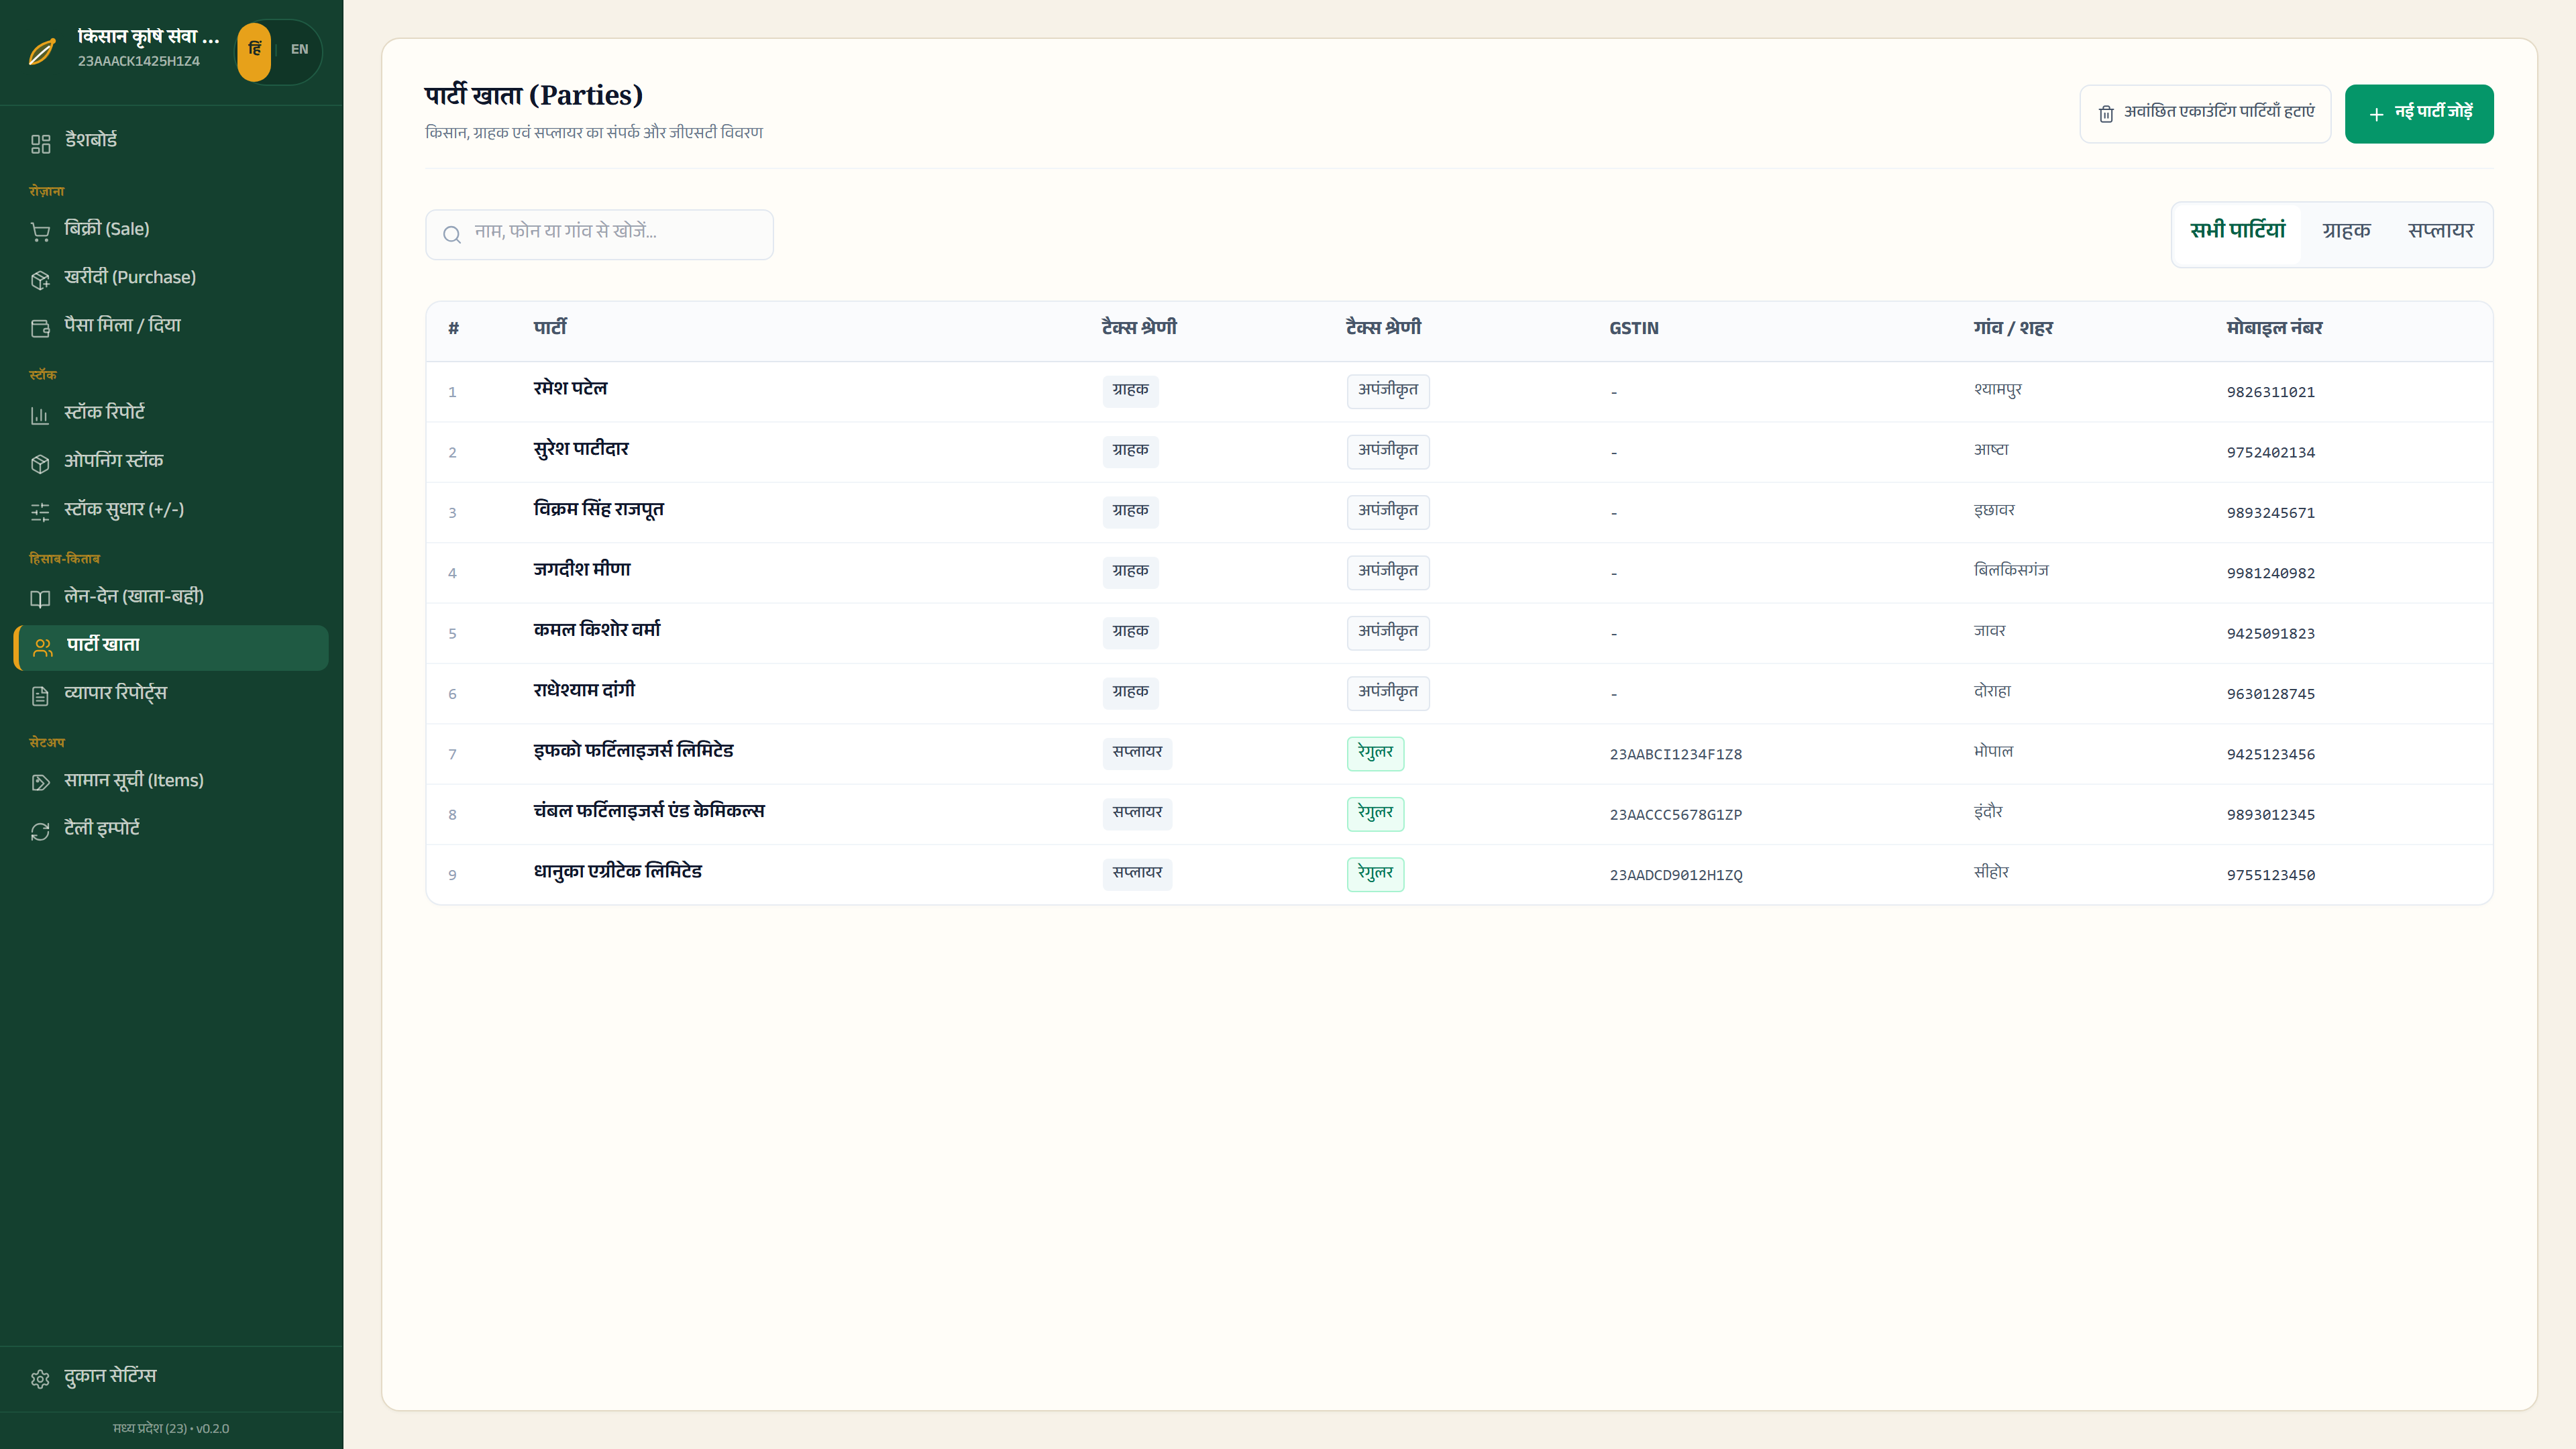 किसान कृषि सेवा ...
23AAACK1425H1Z4
हिं | EN
डैशबोर्ड
रोज़ाना
बिक्री (Sale)
खरीदी (Purchase)
पैसा मिला / दिया
स्टॉक
स्टॉक रिपोर्ट
ओपनिंग स्टॉक
स्टॉक सुधार (+/-)
हिसाब-किताब
लेन-देन (खाता-बही)
पार्टी खाता
व्यापार रिपोर्ट्स
सेटअप
सामान सूची (Items)
टैली इम्पोर्ट
दुकान सेटिंग्स
मध्य प्रदेश (23) • v0.2.0
पार्टी खाता (Parties)
किसान, ग्राहक एवं सप्लायर का संपर्क और जीएसटी विवरण
अवांछित एकाउंटिंग पार्टियाँ हटाएं
+ नई पार्टी जोड़ें
नाम, फोन या गांव से खोजें...
सभी पार्टियां ग्राहक सप्लायर
# पार्टी टैक्स श्रेणी टैक्स श्रेणी GSTIN गांव / शहर मोबाइल नंबर
1 रमेश पटेल ग्राहक अपंजीकृत - श्यामपुर 9826311021
2 सुरेश पाटीदार ग्राहक अपंजीकृत - आष्टा 9752402134
3 विक्रम सिंह राजपूत ग्राहक अपंजीकृत - इछावर 9893245671
4 जगदीश मीणा ग्राहक अपंजीकृत - बिलकिसगंज 9981240982
5 कमल किशोर वर्मा ग्राहक अपंजीकृत - जावर 9425091823
6 राधेश्याम दांगी ग्राहक अपंजीकृत - दोराहा 9630128745
7 इफको फर्टिलाइजर्स लिमिटेड सप्लायर रेगुलर 23AABCI1234F1Z8 भोपाल 9425123456
8 चंबल फर्टिलाइजर्स एंड केमिकल्स सप्लायर रेगुलर 23AACCC5678G1ZP इंदौर 9893012345
9 धानुका एग्रीटेक लिमिटेड सप्लायर रेगुलर 23AADCD9012H1ZQ सीहोर 9755123450